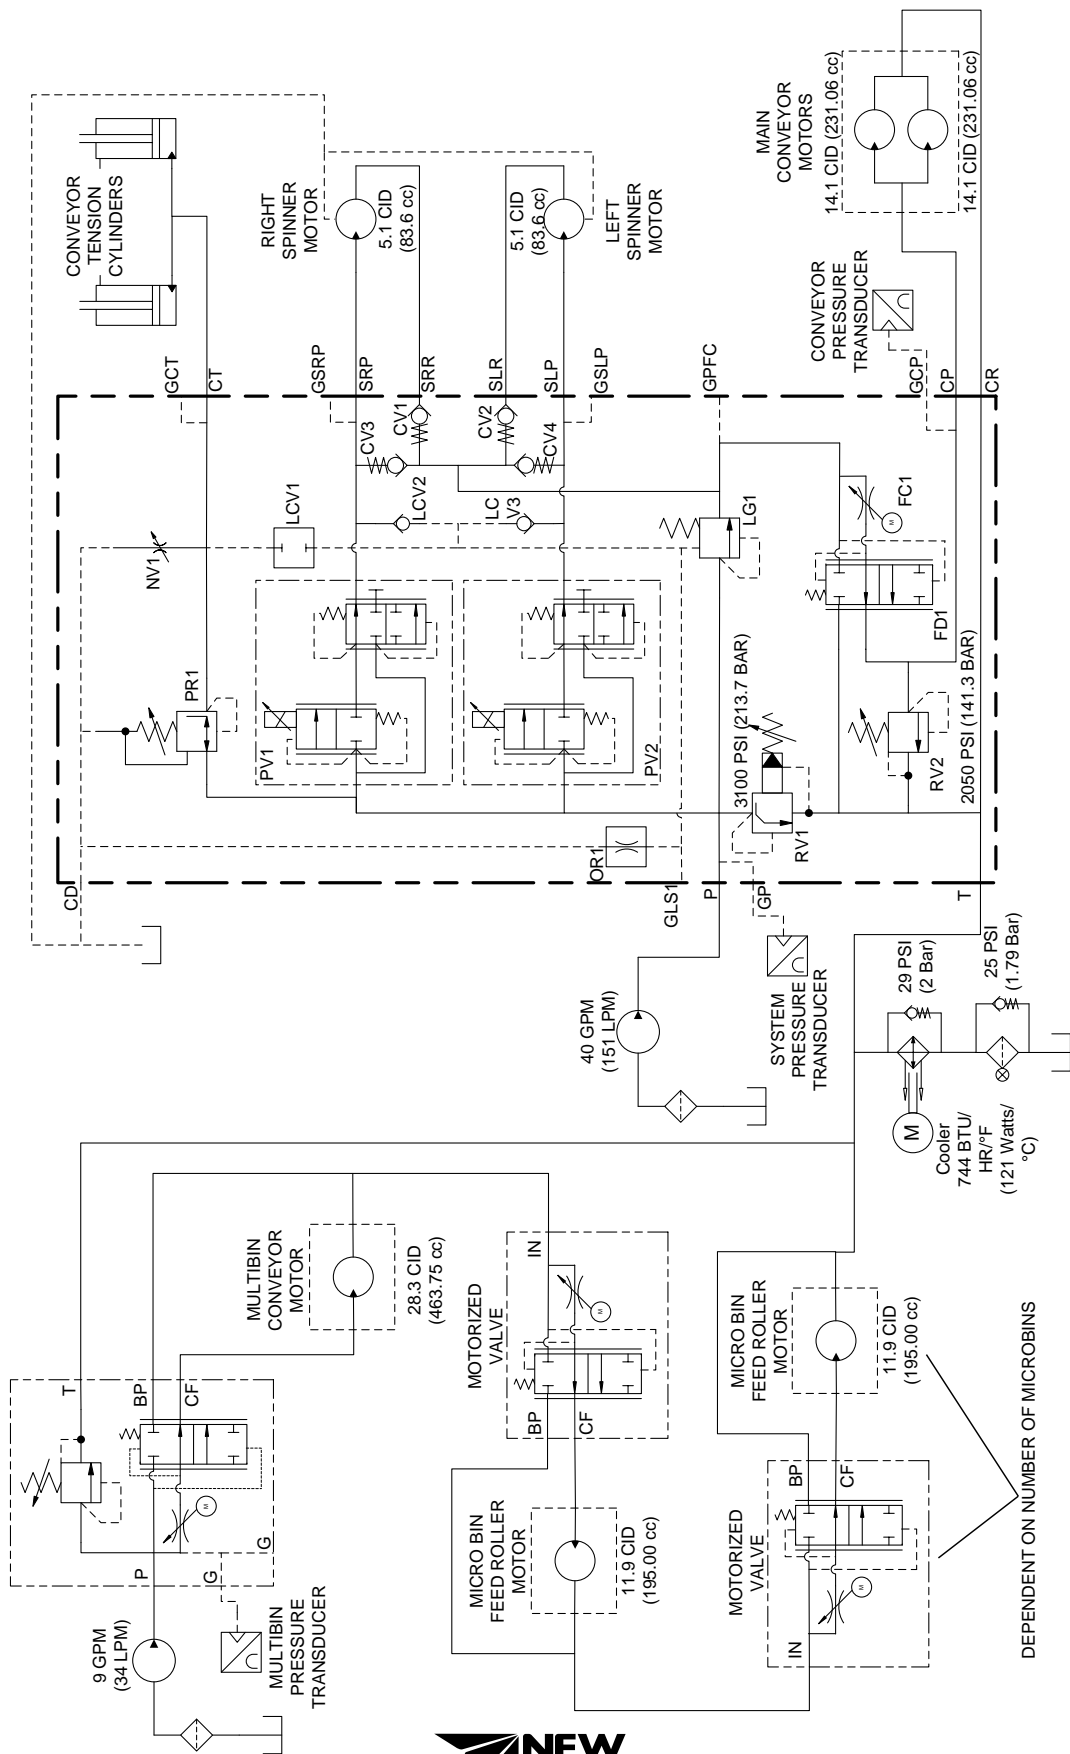 CONVEYOR
TENSION
CYLINDERS
RIGHT
SPINNER
MOTOR
5.1 CID
(83.6 cc)
5.1 CID
(83.6 cc)
LEFT
SPINNER
MOTOR
MAIN
CONVEYOR
MOTORS
14.1 CID (231.06 cc)
14.1 CID (231.06 cc)
CONVEYOR
PRESSURE
TRANSDUCER
GCT
CT
GSRP
SRP
SRR
SLR
SLP
GSLP
GPFC
GCP
CP
CR
NV1
LCV1
CV3
CV1
LCV2
CV2
LC
V3
CV4
PR1
PV1
PV2
LG1
FC1
M
FD1
3100 PSI (213.7 BAR)
RV1
RV2
2050 PSI (141.3 BAR)
OR1
CD
GLS1
P
GP
T
40 GPM
(151 LPM)
SYSTEM
PRESSURE
TRANSDUCER
29 PSI
(2 Bar)
25 PSI
(1.79 Bar)
M
Cooler
744 BTU/
HR/°F
(121 Watts/
°C)
T
BP
CF
P
G
G
M
9 GPM
(34 LPM)
MULTIBIN
PRESSURE
TRANSDUCER
MULTIBIN
CONVEYOR
MOTOR
28.3 CID
(463.75 cc)
MOTORIZED
VALVE
IN
BP
CF
M
MICRO BIN
FEED ROLLER
MOTOR
11.9 CID
(195.00 cc)
MICRO BIN
FEED ROLLER
MOTOR
11.9 CID
(195.00 cc)
MOTORIZED
VALVE
BP
CF
IN
M
DEPENDENT ON NUMBER OF MICROBINS
NEW